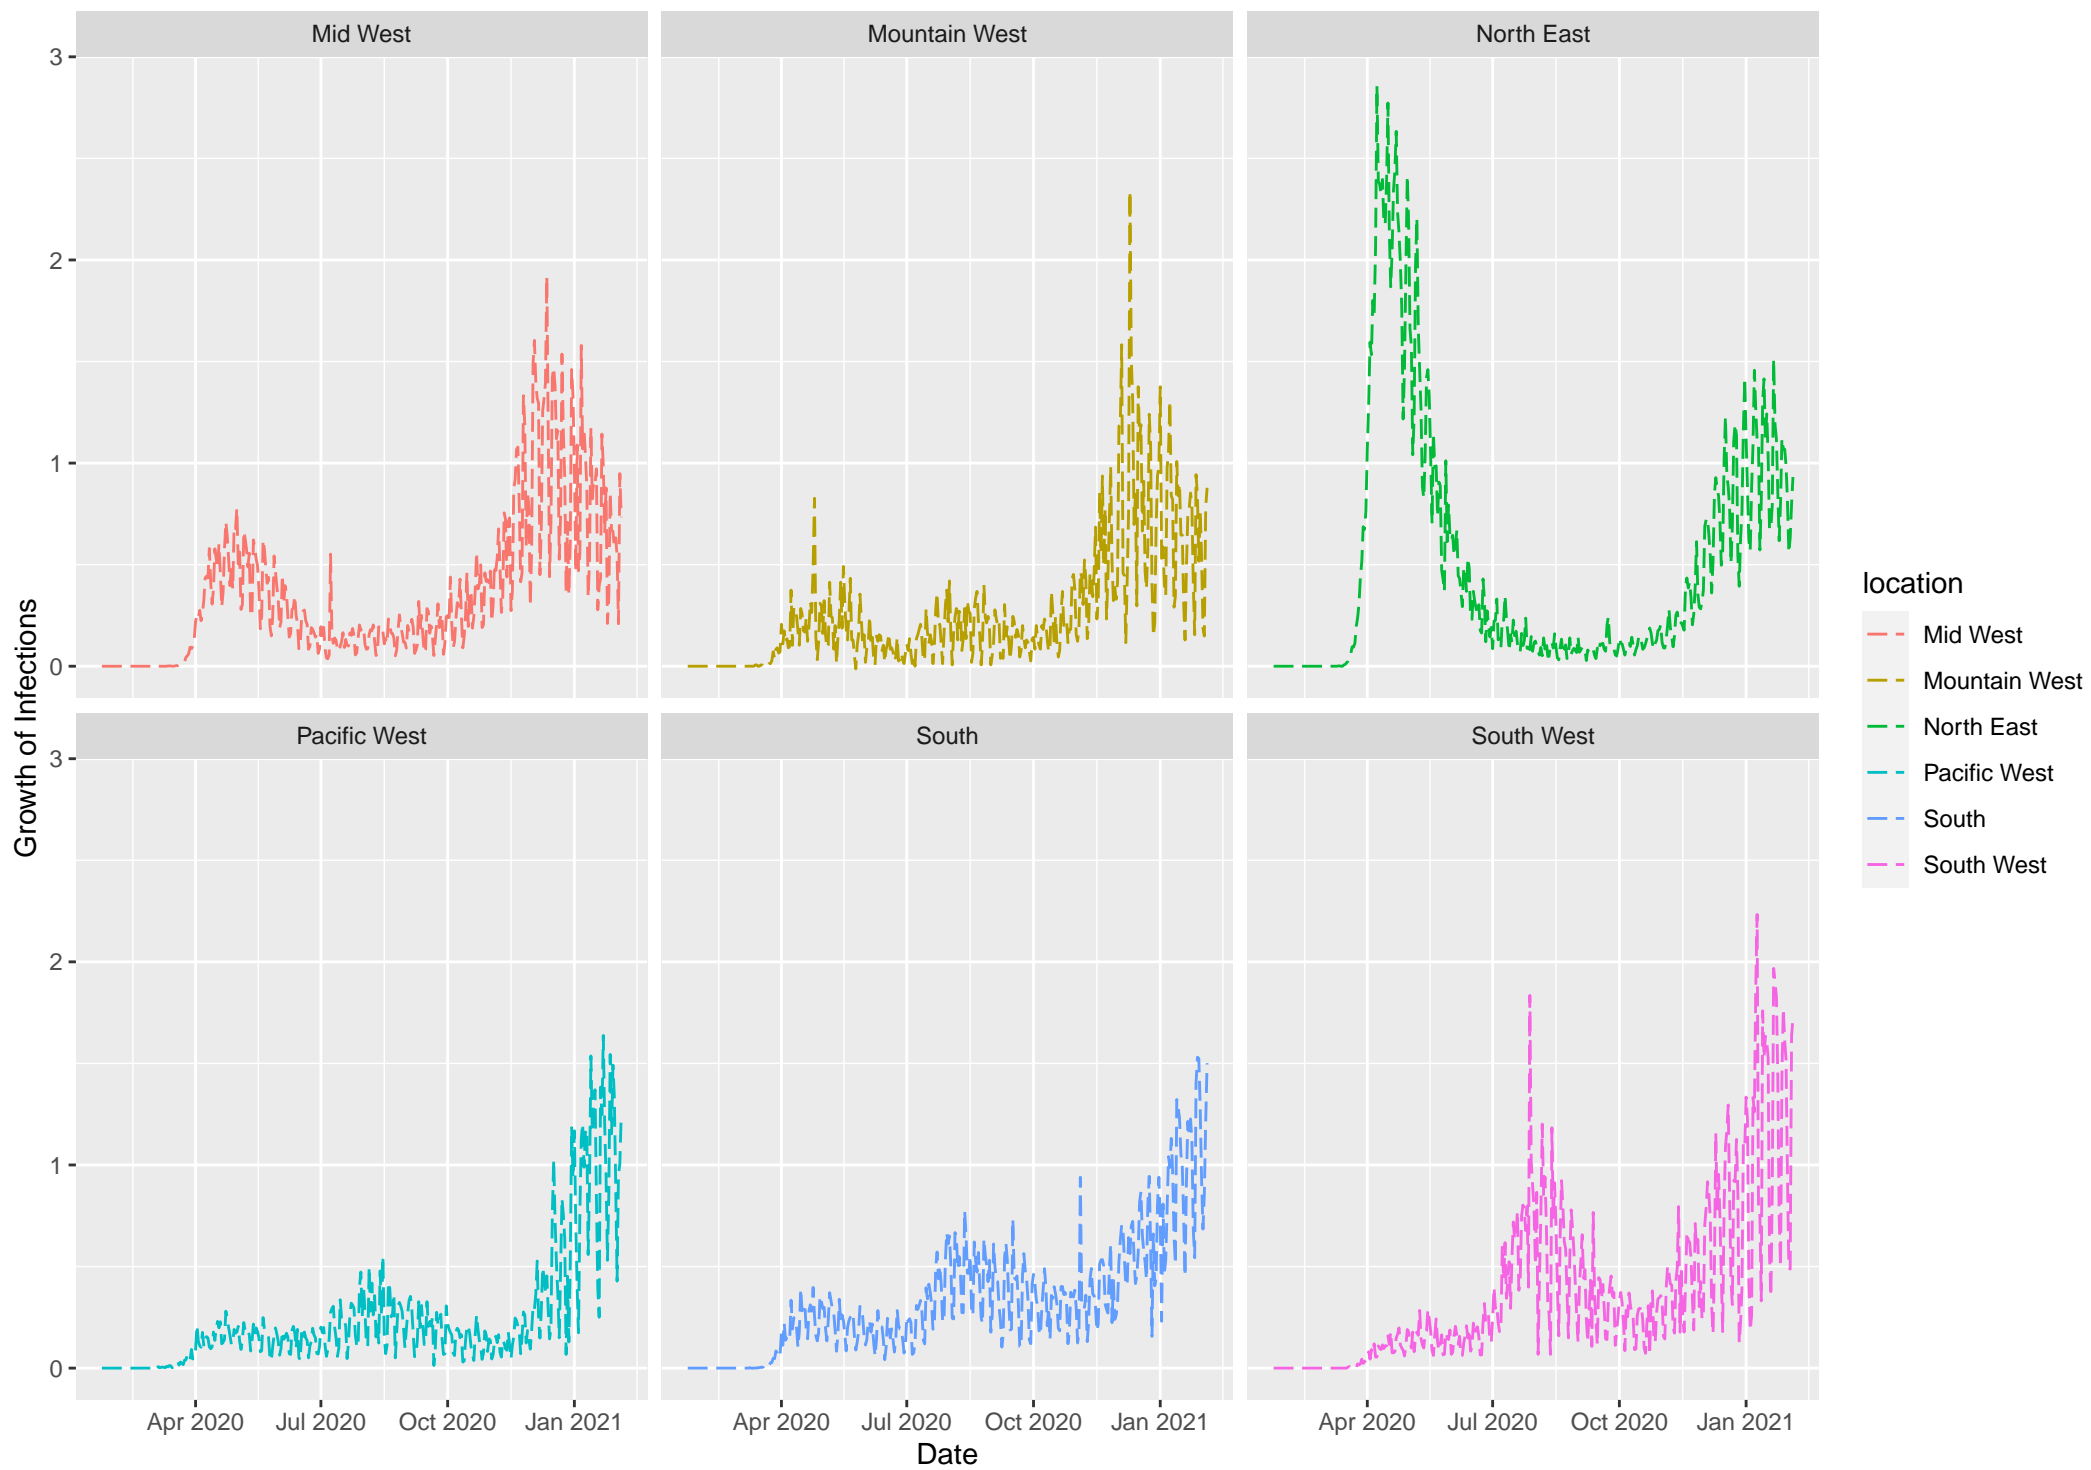 Mid West
Mountain West
North East
3
2
1
0
Pacific West
South
South West
3
2
1
0
Apr 2020
Jul 2020
Oct 2020
Jan 2021
Apr 2020
Jul 2020
Oct 2020
Jan 2021
Apr 2020
Jul 2020
Oct 2020
Jan 2021
Date
Growth of Infections
location
Mid West
Mountain West
North East
Pacific West
South
South West